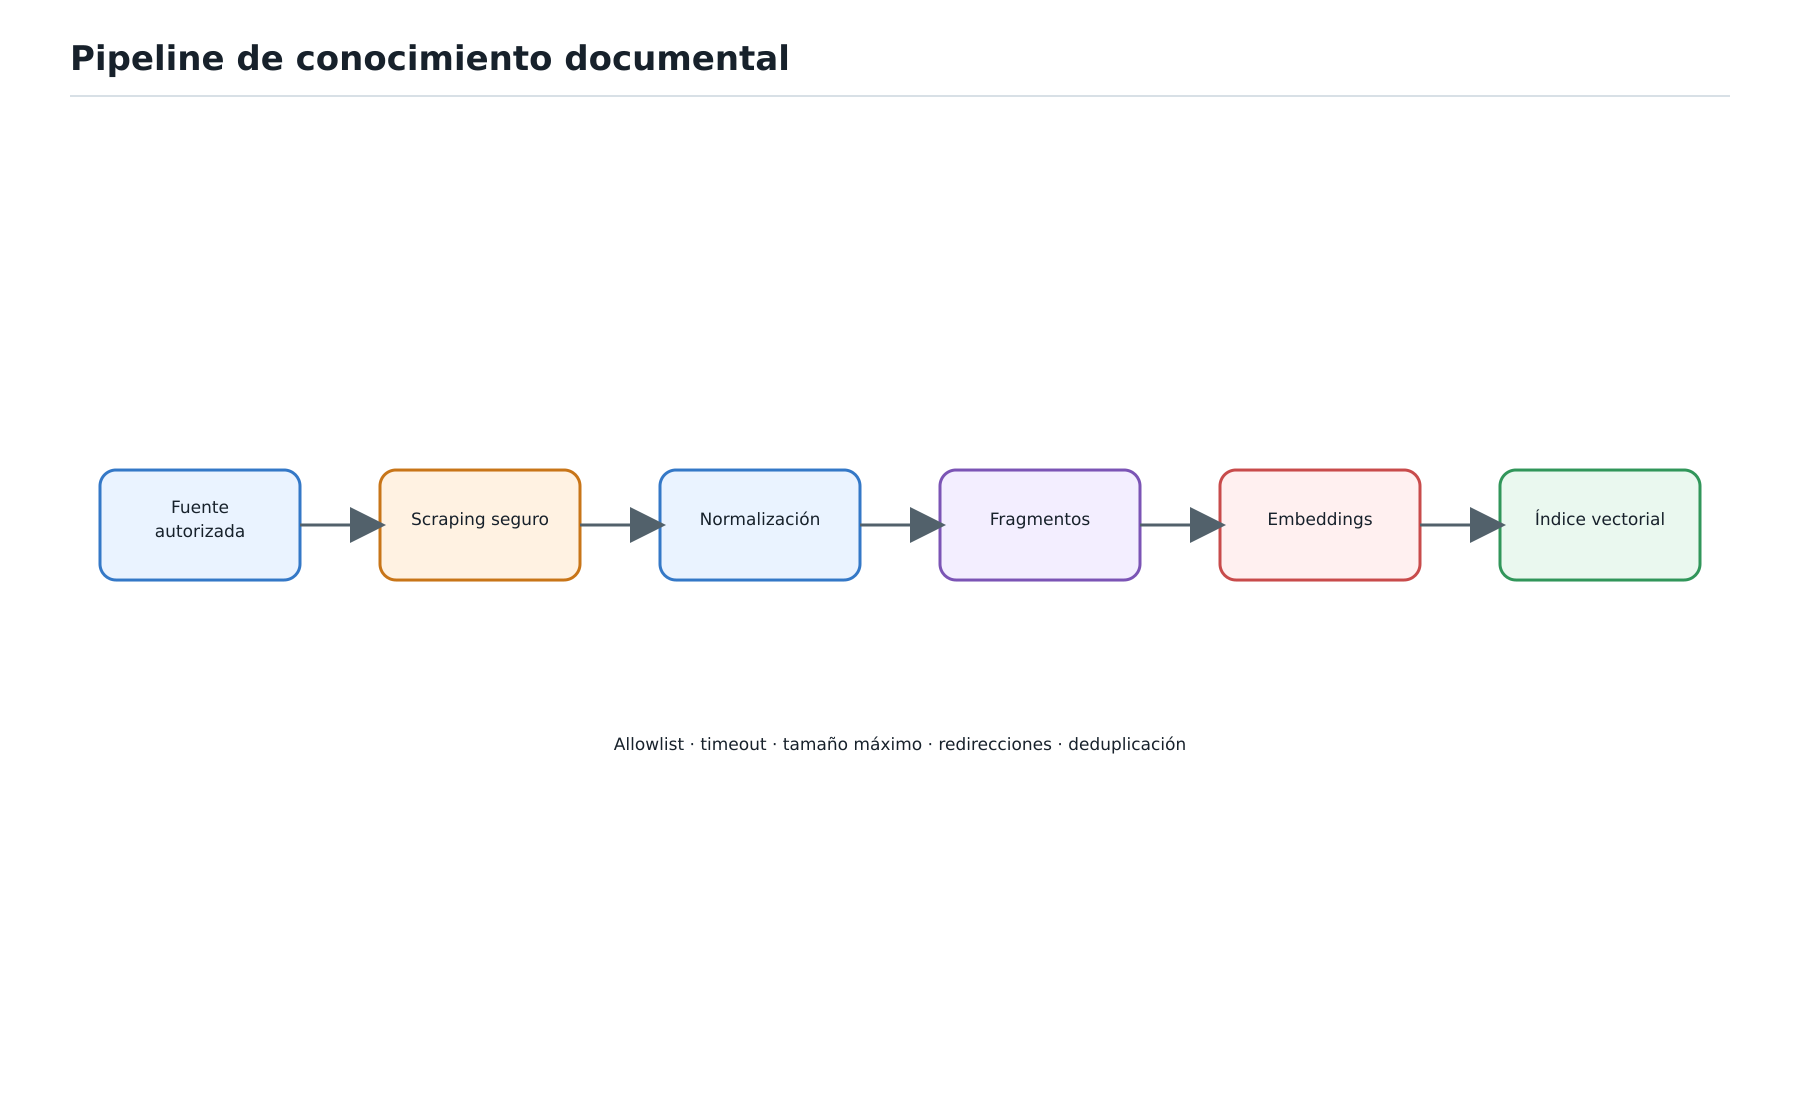 Pipeline de conocimiento documental
Fuente
autorizada
Scraping seguro
Normalización
Fragmentos
Embeddings
Índice vectorial
Allowlist · timeout · tamaño máximo · redirecciones · deduplicación